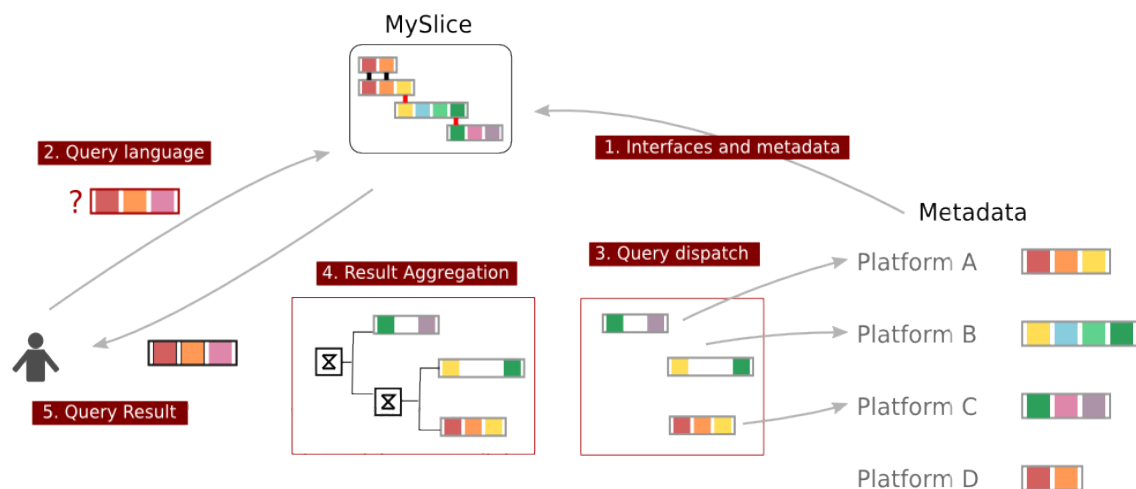 MySlice
2. Query language
1. Interfaces and metadata
?
Metadata
3. Query dispatch
4. Result Aggregation
Platform A
Platform B
Platform C
5. Query Result
Platform D